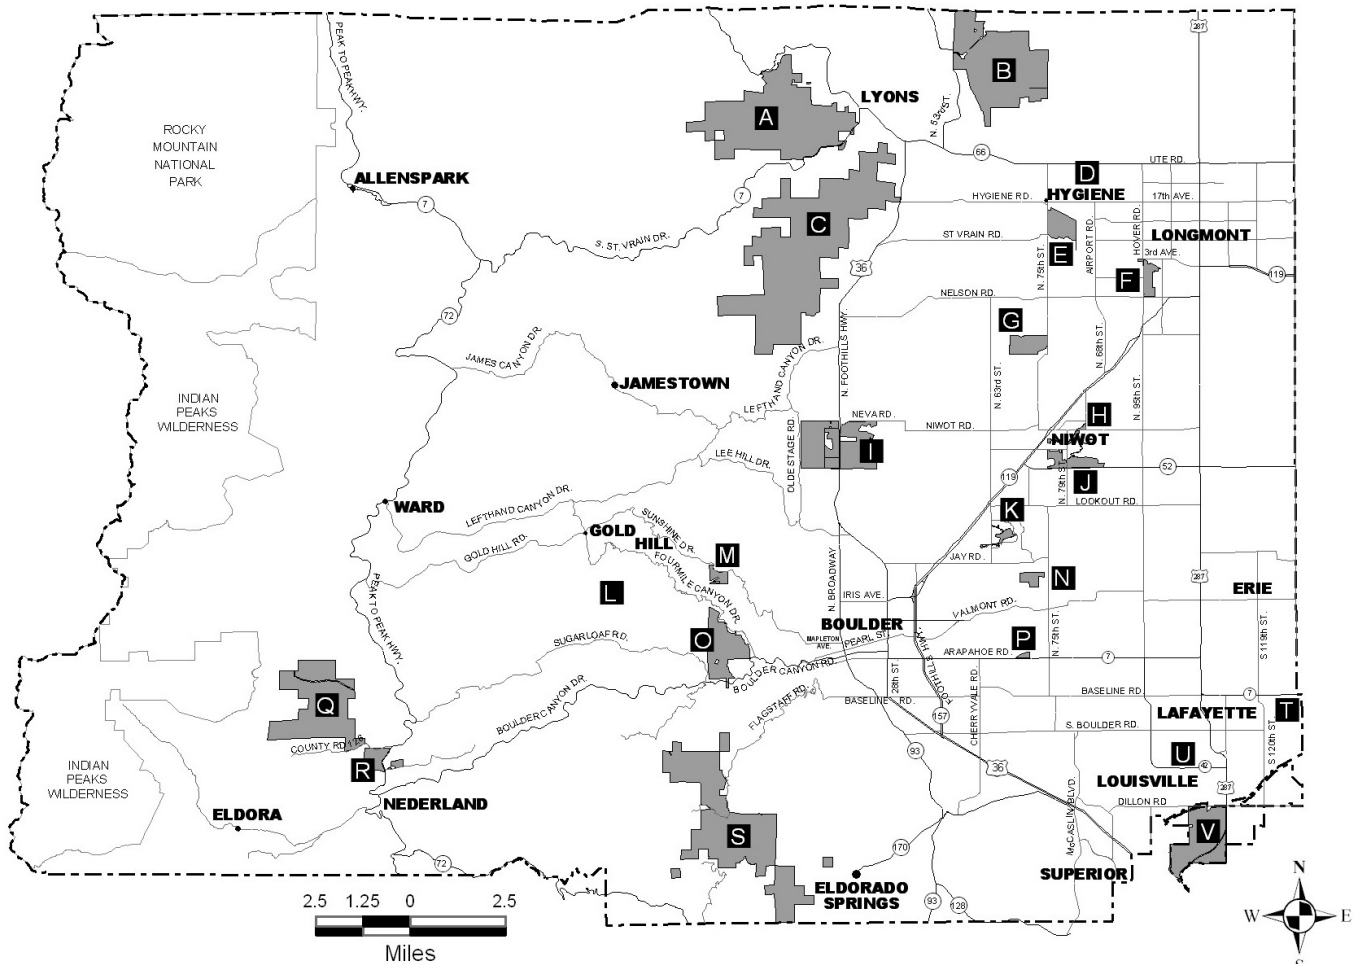 PEAK TO PEAK HWY.
287
B
LYONS
A
N. 53rd ST.
ROCKY
MOUNTAIN
NATIONAL
PARK
66
UTE RD.
D
ALLENSPARK
HYGIENE
7
7
HYGIENE RD.
17th AVE.
C
S. ST. VRAIN DR.
ST VRAIN RD.
HOVER RD.
LONGMONT
AIRPORT RD.
N. 75th ST.
E
3rd AVE.
36
F
119
NELSON RD.
72
G
N. FOOTHILLS HWY.
JAMES CANYON DR.
N. 66th ST.
LEFTHAND CANYON DR.
JAMESTOWN
N. 63rd ST.
N. 95th ST.
INDIAN
PEAKS
WILDERNESS
H
NEVA RD.
NIWOT RD.
NIWOT
OLDE STAGE RD.
I
LEE HILL DR.
52
119
N. 79th ST.
J
LOOKOUT RD.
LEFTHAND CANYON DR.
WARD
K
GOLD
HILL
SUNSHINE DR.
GOLD HILL RD.
M
FOURMILE CANYON DR.
JAY RD.
N
287
N. BROADWAY
L
IRIS AVE.
ERIE
VALMONT RD.
PEAK TO PEAK HWY.
BOULDER
SUGARLOAF RD.
O
MAPLETON
AVE.
PEARL ST.
P
N. 75th ST.
S 119th ST.
ARAPAHOE RD.
7
BOULDER CANYON RD.
FOOTHILLS HWY.
28th ST.
Q
BOULDER CANYON DR.
FLAGSTAFF RD.
BASELINE RD.
BASELINE RD.
7
157
CHERRYVALE RD.
LAFAYETTE
T
S. BOULDER RD.
COUNTY RD 126
93
S 120th ST.
U
INDIAN
PEAKS
WILDERNESS
R
36
42
LOUISVILLE
287
NEDERLAND
McCASLIN BLVD.
DILLON RD
ELDORA
S
V
170
72
SUPERIOR
ELDORADO
SPRINGS
93
128
2.5 1.25 0 2.5
Miles
N
W E
S